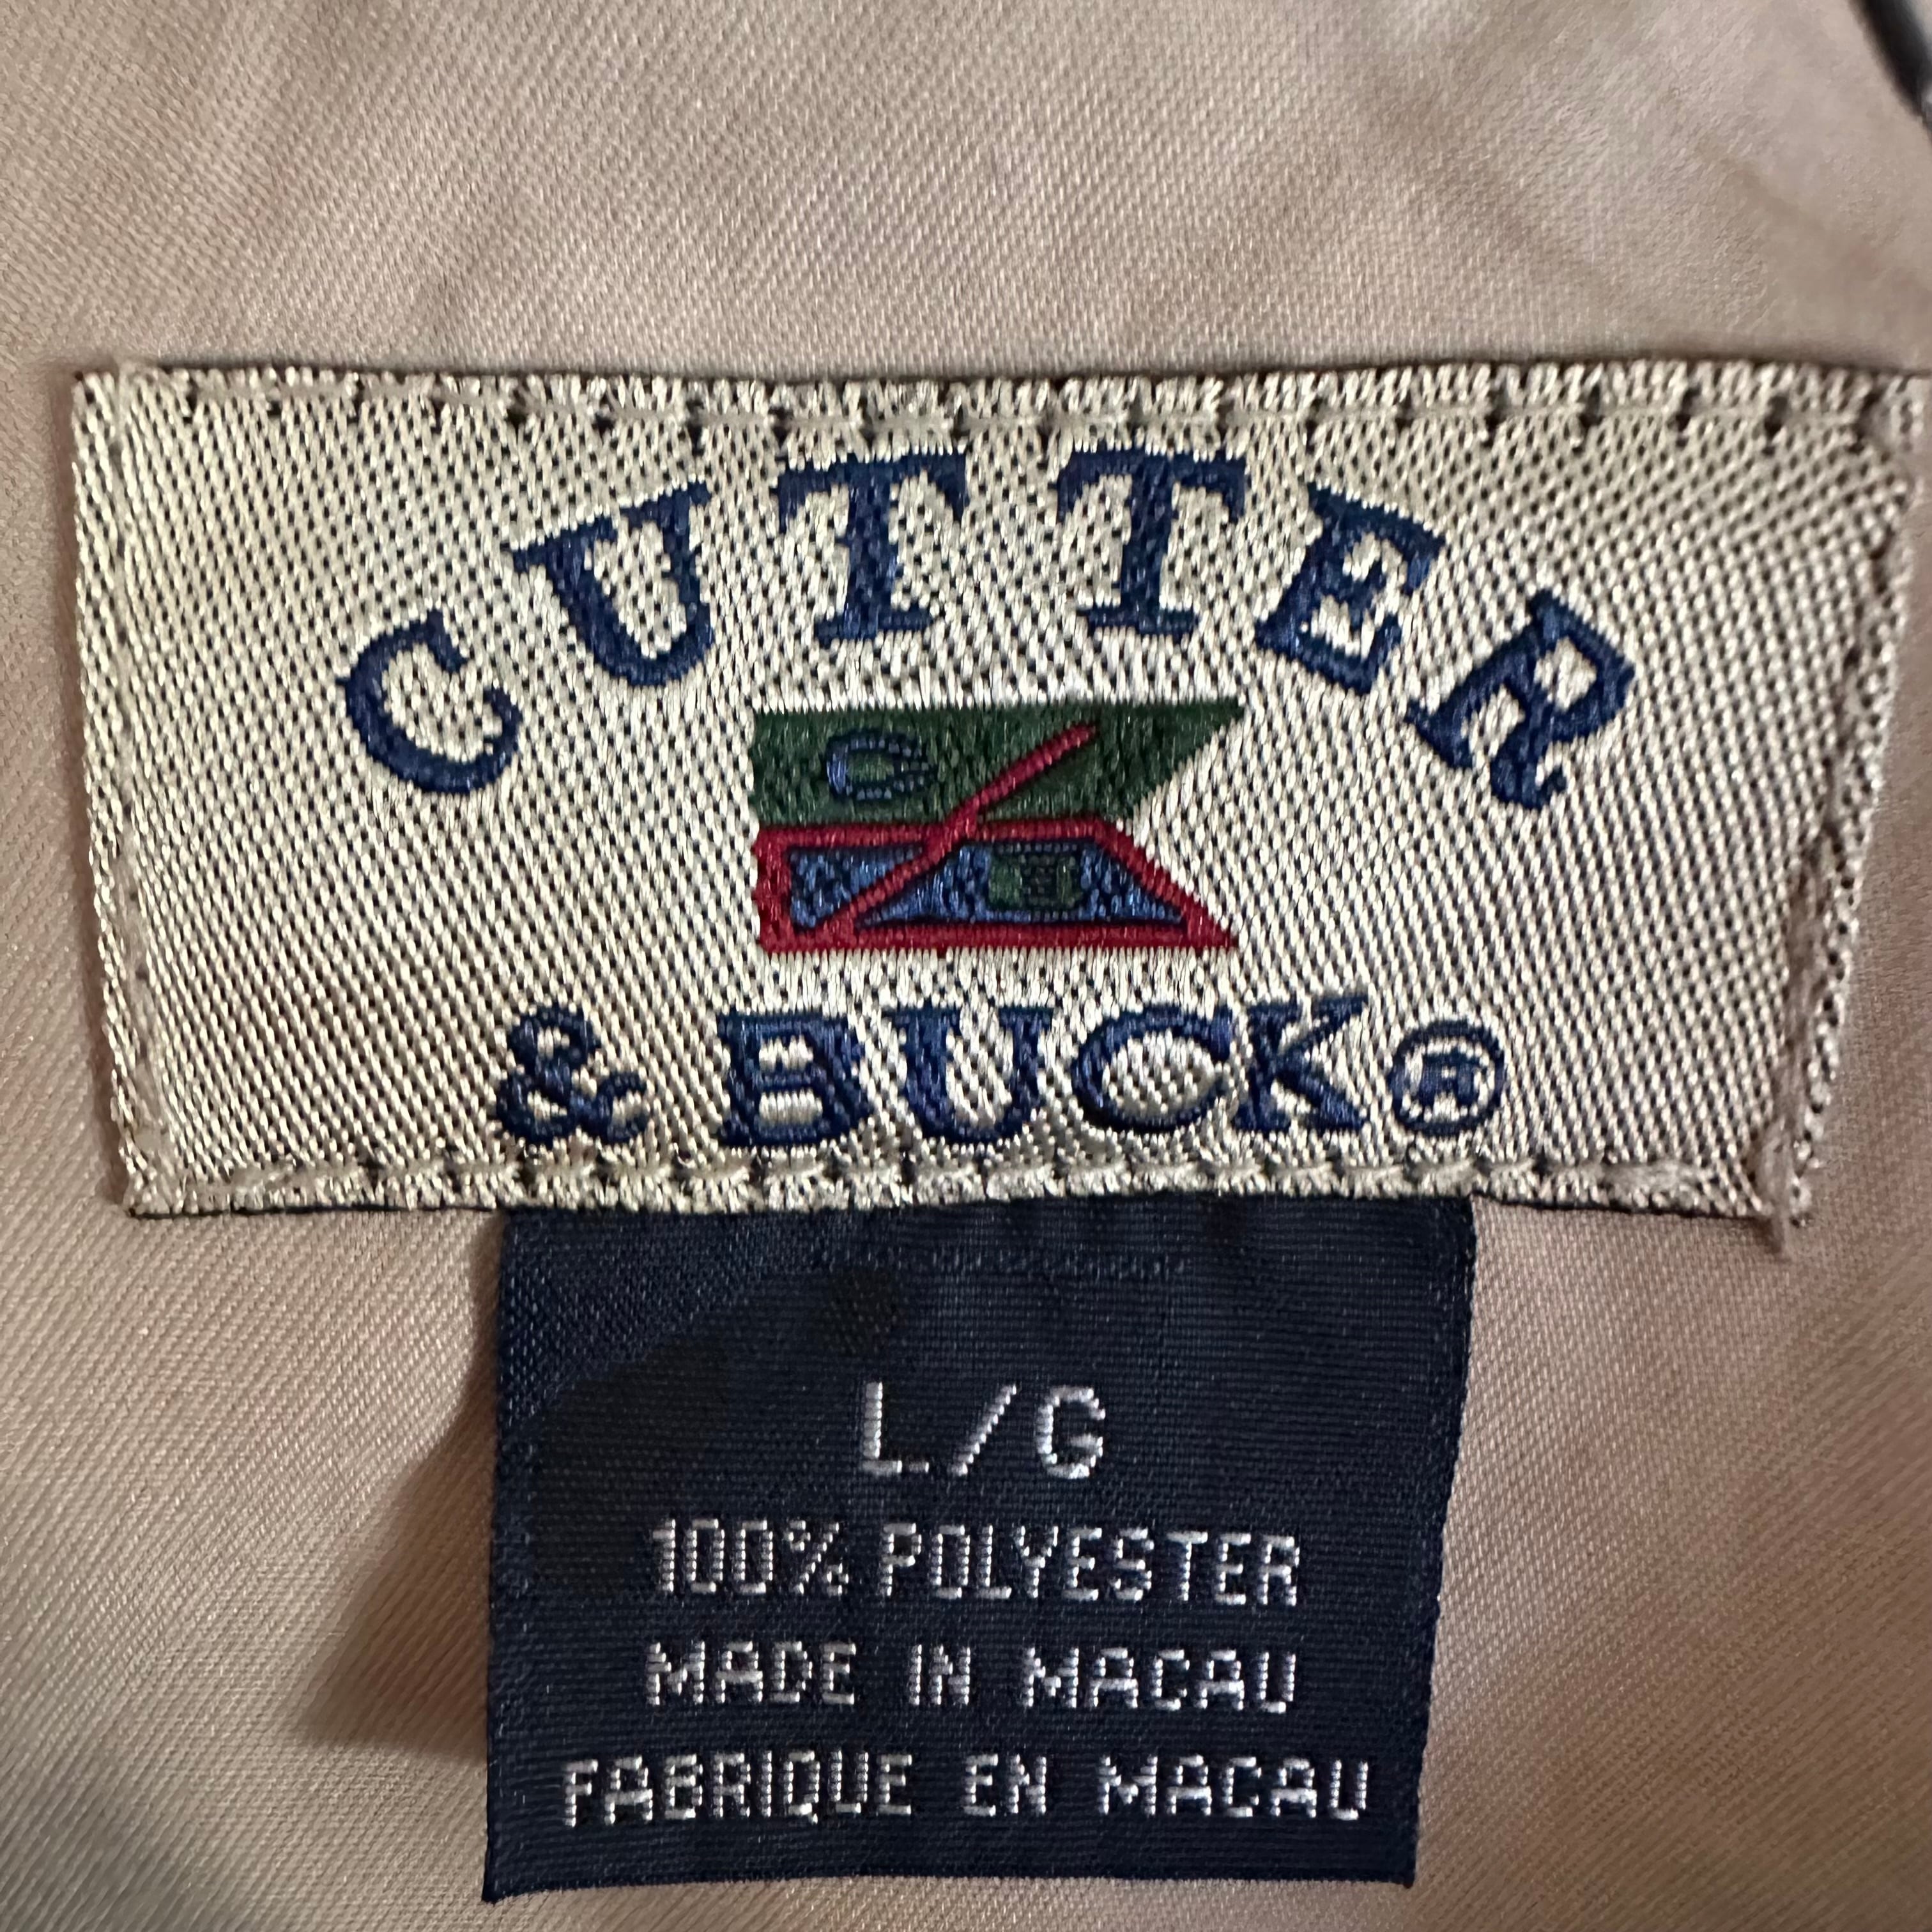 CUTTER
C
B
& BUCK®
L/G
100% POLYESTER
MADE IN MACAU
FABRIQUE EN MACAU